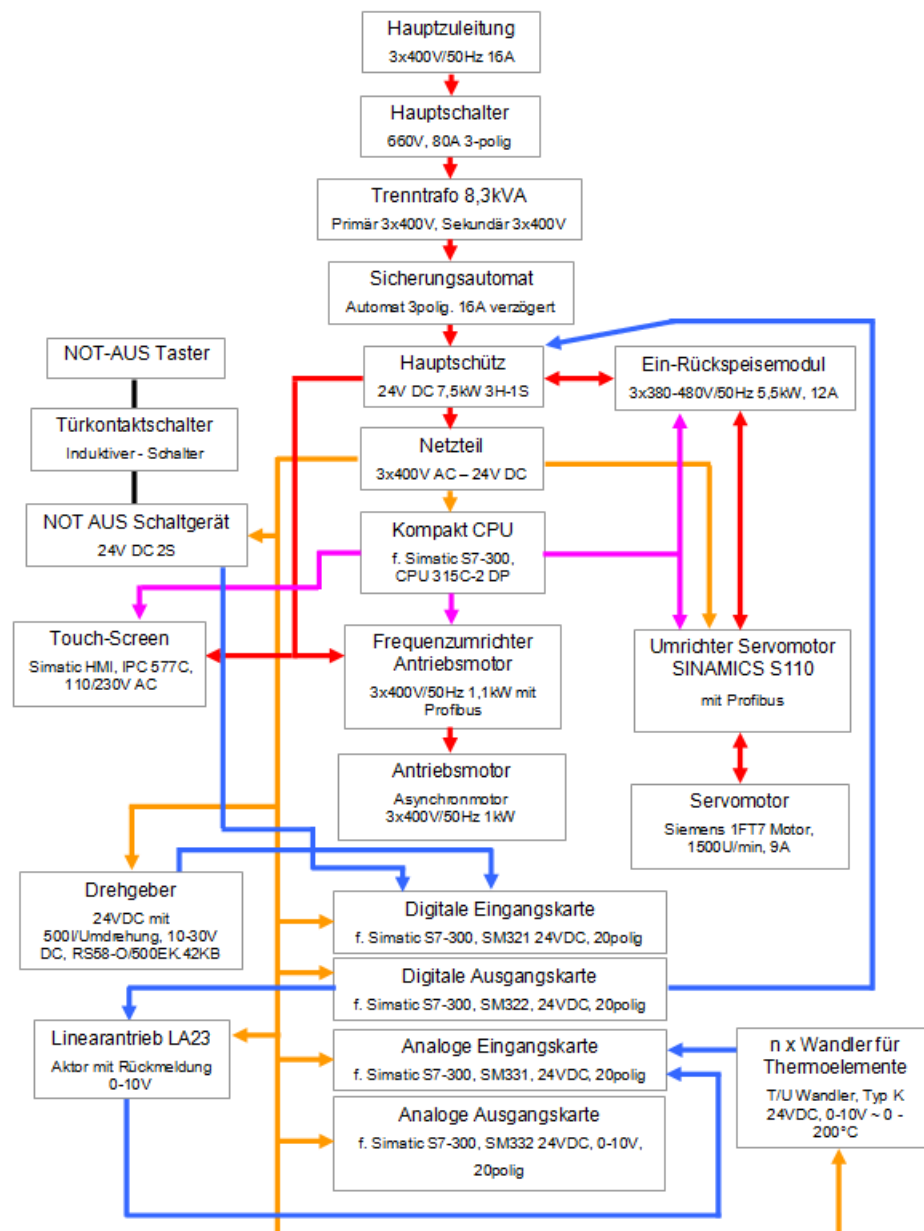 Hauptzuleitung
3x400V/50Hz 16A
Hauptschalter
660V, 80A 3-polig
Trenntrafo 8,3kVA
Primär 3x400V, Sekundär 3x400V
Sicherungsautomat
Automat 3polig. 16A verzögert
NOT-AUS Taster
Hauptschütz
24V DC 7,5kW 3H-1S
Ein-Rückspeisemodul
3x380-480V/50Hz 5,5kW, 12A
Türkontaktschalter
Induktiver - Schalter
Netzteil
3x400V AC – 24V DC
NOT AUS Schaltgerät
24V DC 2S
Kompakt CPU
f. Simatic S7-300,
CPU 315C-2 DP
Touch-Screen
Simatic HMI, IPC 577C,
110/230V AC
Frequenzumrichter
Antriebsmotor
3x400V/50Hz 1,1kW mit
Profibus
Umrichter Servomotor
SINAMICS S110
mit Profibus
Antriebsmotor
Asynchronmotor
3x400V/50Hz 1kW
Servomotor
Siemens 1FT7 Motor,
1500U/min, 9A
Drehgeber
24VDC mit
500I/Umdrehung, 10-30V
DC, RS58-O/500EK.42KB
Digitale Eingangskarte
f. Simatic S7-300, SM321 24VDC, 20polig
Digitale Ausgangskarte
f. Simatic S7-300, SM322, 24VDC, 20polig
Linearantrieb LA23
Aktor mit Rückmeldung
0-10V
Analoge Eingangskarte
f. Simatic S7-300, SM331, 24VDC, 20polig
n x Wandler für
Thermoelemente
T/U Wandler, Typ K
24VDC, 0-10V ~ 0 -
200°C
Analoge Ausgangskarte
f. Simatic S7-300, SM332 24VDC, 0-10V,
20polig